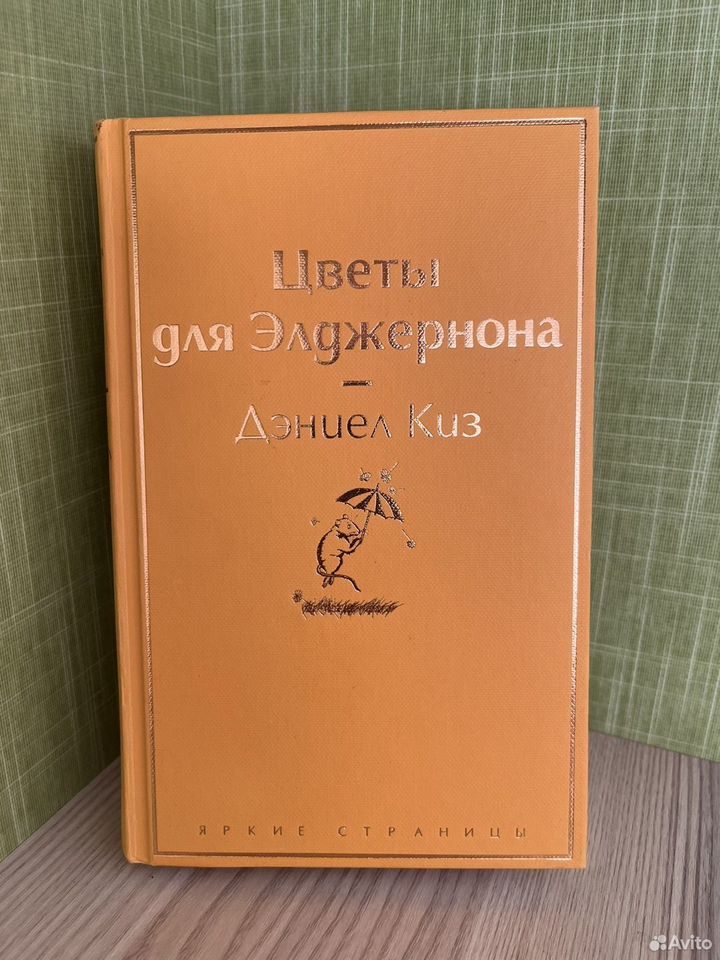 Цветы
для Элджернона
–
Дэниел Киз
ЯРКИЕ СТРАНИЦЫ
Avito